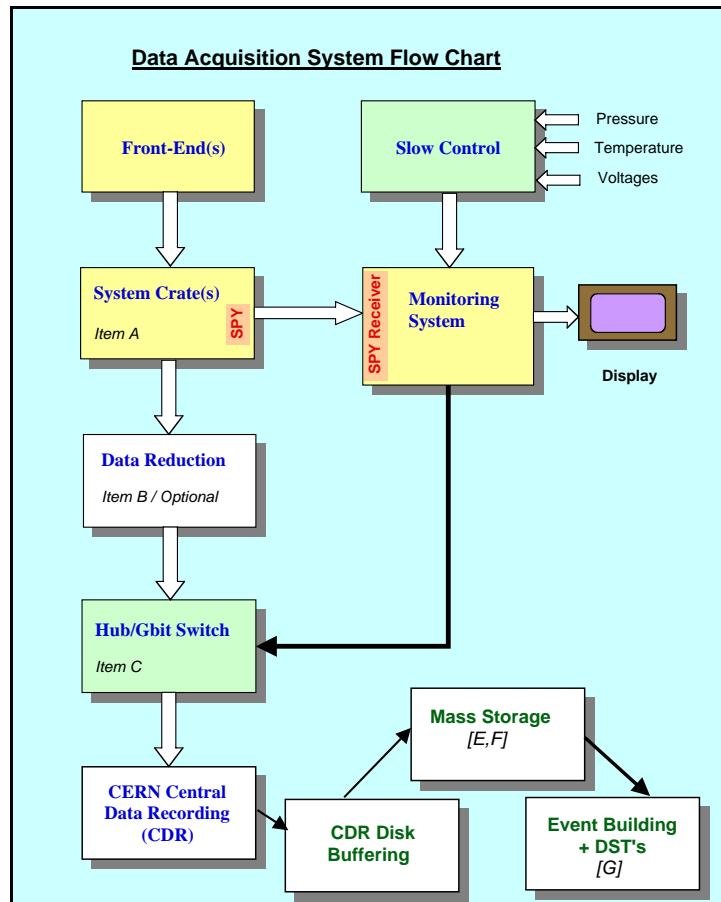 Data Acquisition System Flow Chart
Front-End(s)
Slow Control
Pressure
Temperature
Voltages
System Crate(s)
Item A
SPY
SPY Receiver
Monitoring
System
Display
Data Reduction
Item B / Optional
Hub/Gbit Switch
Item C
CERN Central
Data Recording
(CDR)
CDR Disk
Buffering
Mass Storage
[E,F]
Event Building
+ DST's
[G]